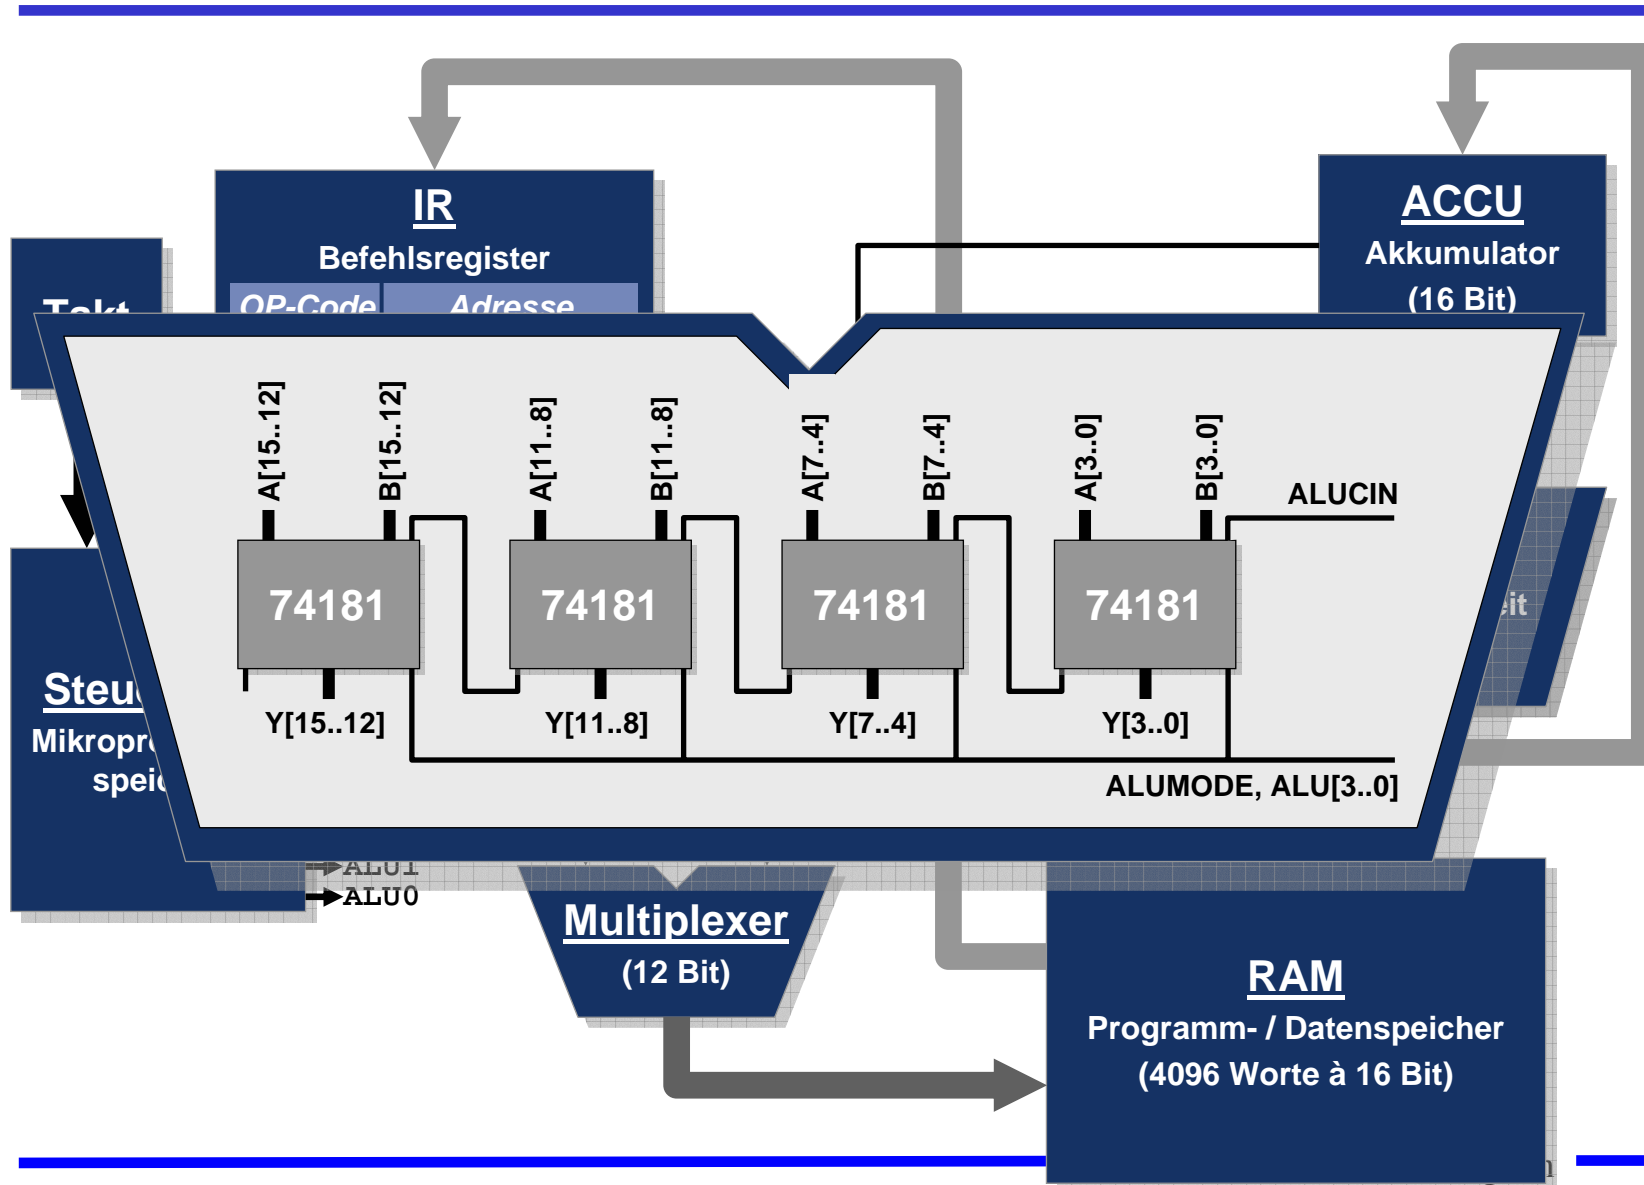 IR
Befehlsregister
OP-Code Adresse
ACCU
Akkumulator
(16 Bit)
Takt
A[15..12]
B[15..12]
A[11..8]
B[11..8]
A[7..4]
B[7..4]
A[3..0]
B[3..0]
ALUCIN
74181
74181
74181
74181
Y[15..12]
Y[11..8]
Y[7..4]
Y[3..0]
ALUMODE, ALU[3..0]
ALU1
ALU0
Multiplexer
(12 Bit)
RAM
Programm- / Datenspeicher
(4096 Worte à 16 Bit)